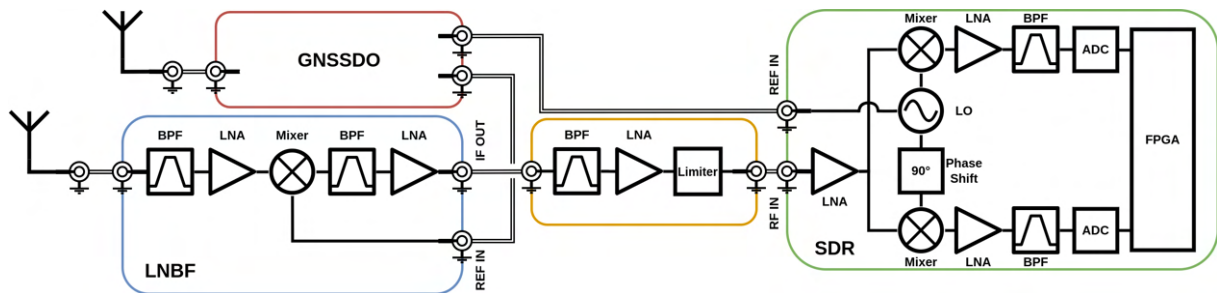 GNSSDO
BPF
LNA
Mixer
BPF
LNA
IF OUT
REF IN
LNBF
BPF
LNA
Limiter
REF IN
RF IN
LNA
SDR
Mixer
LNA
BPF
ADC
LO
90°
Phase
Shift
Mixer
LNA
BPF
ADC
FPGA